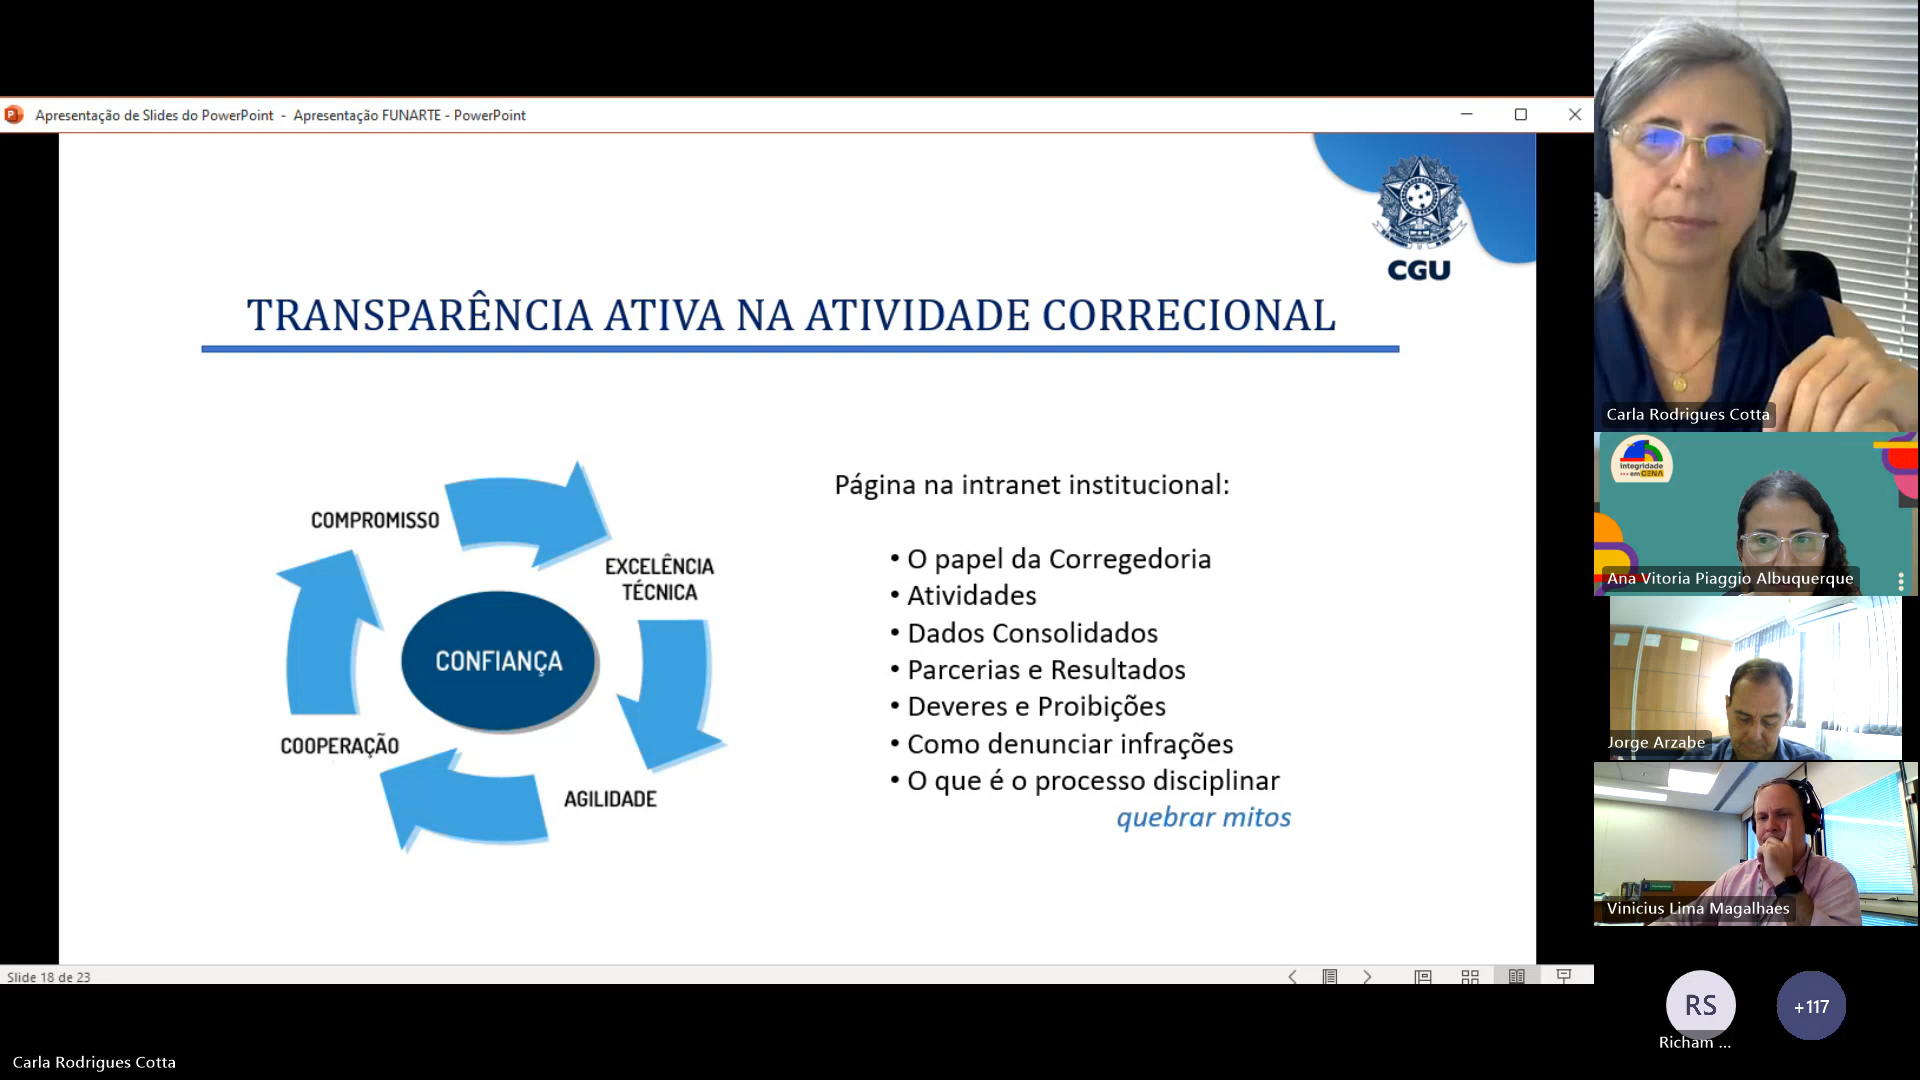 Apresentação de Slides do PowerPoint - Apresentação FUNARTE - PowerPoint
CGU
TRANSPARÊNCIA ATIVA NA ATIVIDADE CORRECIONAL
COMPROMISSO
EXCELÊNCIA
TÉCNICA
CONFIANÇA
COOPERAÇÃO
AGILIDADE
Página na intranet institucional:
• O papel da Corregedoria
• Atividades
• Dados Consolidados
• Parcerias e Resultados
• Deveres e Proibições
• Como denunciar infrações
• O que é o processo disciplinar
quebrar mitos
Slide 18 de 23
Carla Rodrigues Cotta
integridade
em CENA
Ana Vitoria Piaggio Albuquerque
Jorge Arzabe
Vinicius Lima Magalhaes
RS
+117
Richam ...
Carla Rodrigues Cotta